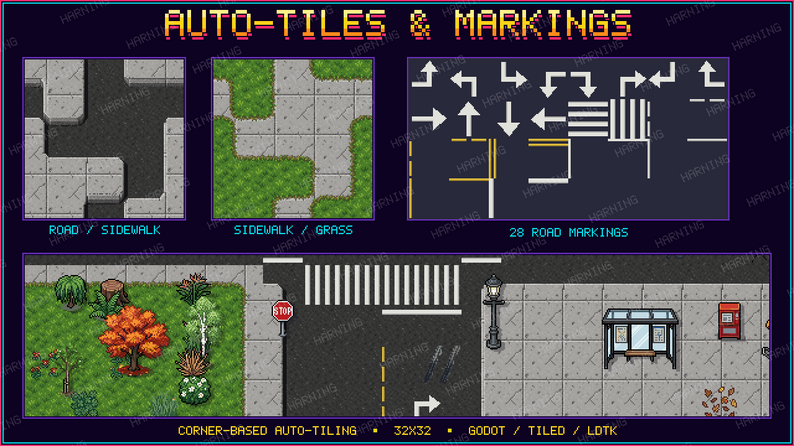 AUTO-TILES & MARKINGS
ROAD / SIDEWALK
SIDEWALK / GRASS
28 ROAD MARKINGS
STOP
CORNER-BASED AUTO-TILING • 32X32 • GODOT / TILED / LDTK
HARNING